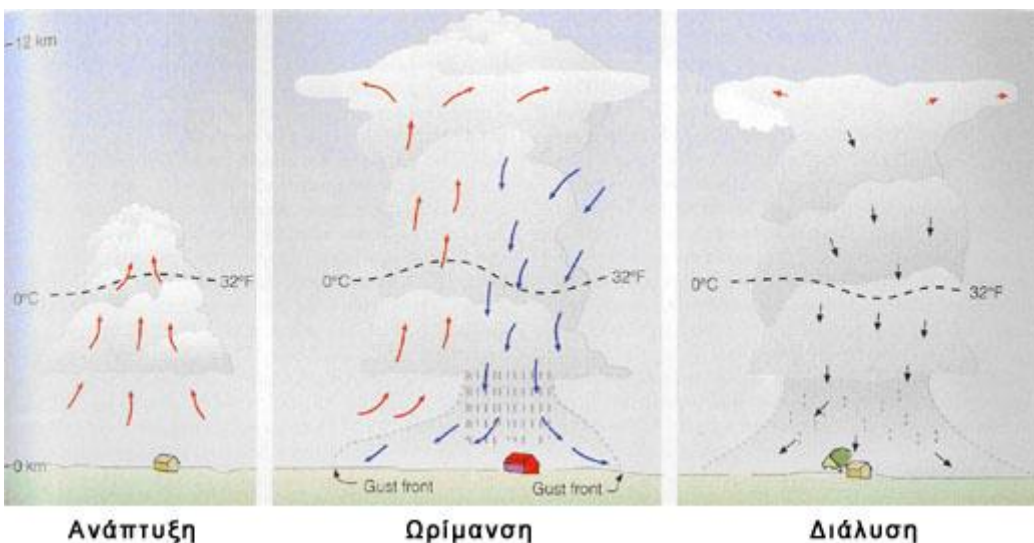 12 km
0°C
32°F
0°C
32°F
0°C
32°F
0 km
Gust front
Gust front
Ανάπτυξη
Ωρίμανση
Διάλυση